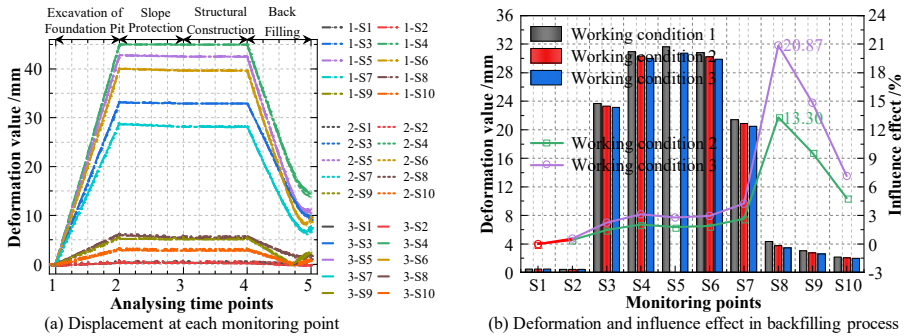 (a)
Excavation of
Foundation
Pit
Slope
Protection
Structural
Construction
Back
Filling
Deformation value /mm
40
30
20
10
0
1
2
3
4
5
Analysing time points
1-S1
1-S2
1-S3
1-S4
1-S5
1-S6
1-S7
1-S8
1-S9
1-S10
2-S1
2-S2
2-S3
2-S4
2-S5
2-S6
2-S7
2-S8
2-S9
2-S10
3-S1
3-S2
3-S3
3-S4
3-S5
3-S6
3-S7
3-S8
3-S9
3-S10
(a) Displacement at each monitoring point
(b)
Deformation value /mm
36
32
28
24
20
16
12
8
4
0
Working condition 1
Working condition 2
Working condition 3
Working condition 2
Working condition 3
20.87
13.30
24
21
18
15
12
9
6
3
0
-3
Influence effect /%
S1
S2
S3
S4
S5
S6
S7
S8
S9
S10
Monitoring points
(b) Deformation and influence effect in backfilling process